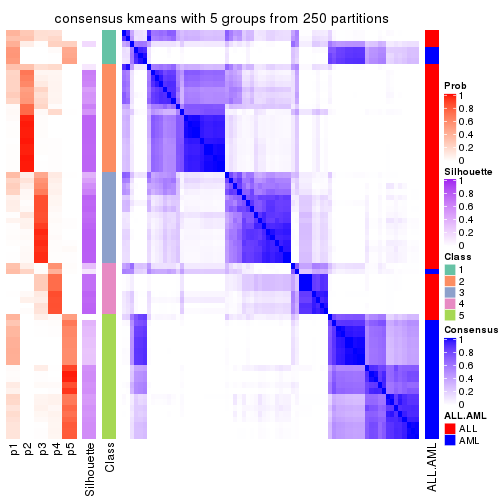 consensus kmeans with 5 groups from 250 partitions
Prob
1
0.8
0.6
0.4
0.2
0
Silhouette
1
0.8
0.6
0.4
0.2
0
Class
1
2
3
4
5
Consensus
1
0.8
0.6
0.4
0.2
0
ALL.AML
ALL
AML
p1
p2
p3
p4
p5
Silhouette
Class
ALL.AML